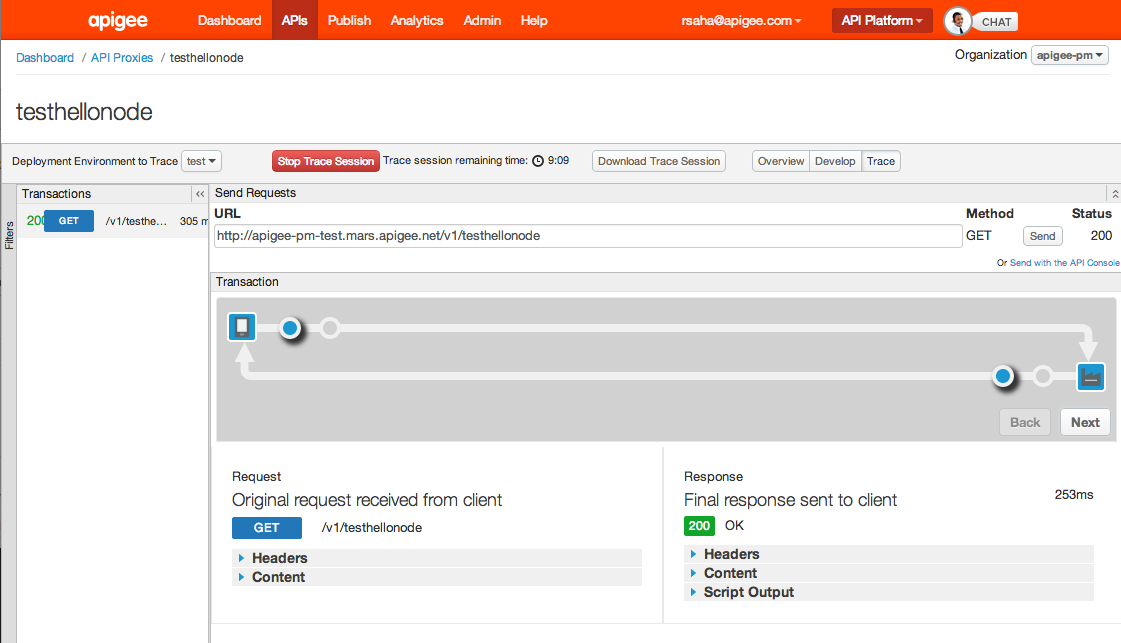 apigee Dashboard APIs Publish Analytics Admin Help rsaha@apigee.com API Platform CHAT
Dashboard / API Proxies / testhellonode Organization apigee-pm
testhellonode
Deployment Environment to Trace test Stop Trace Session Trace session remaining time: 9:09 Download Trace Session Overview Develop Trace
Filters
Transactions <<
200 GET /v1/testhe... 305 m
Send Requests
URL Method Status
http://apigee-pm-test.mars.apigee.net/v1/testhellonode GET Send 200
Or Send with the API Console
Transaction
Back Next
Request
Original request received from client
GET /v1/testhellonode
Headers
Content
Response
Final response sent to client 253ms
200 OK
Headers
Content
Script Output